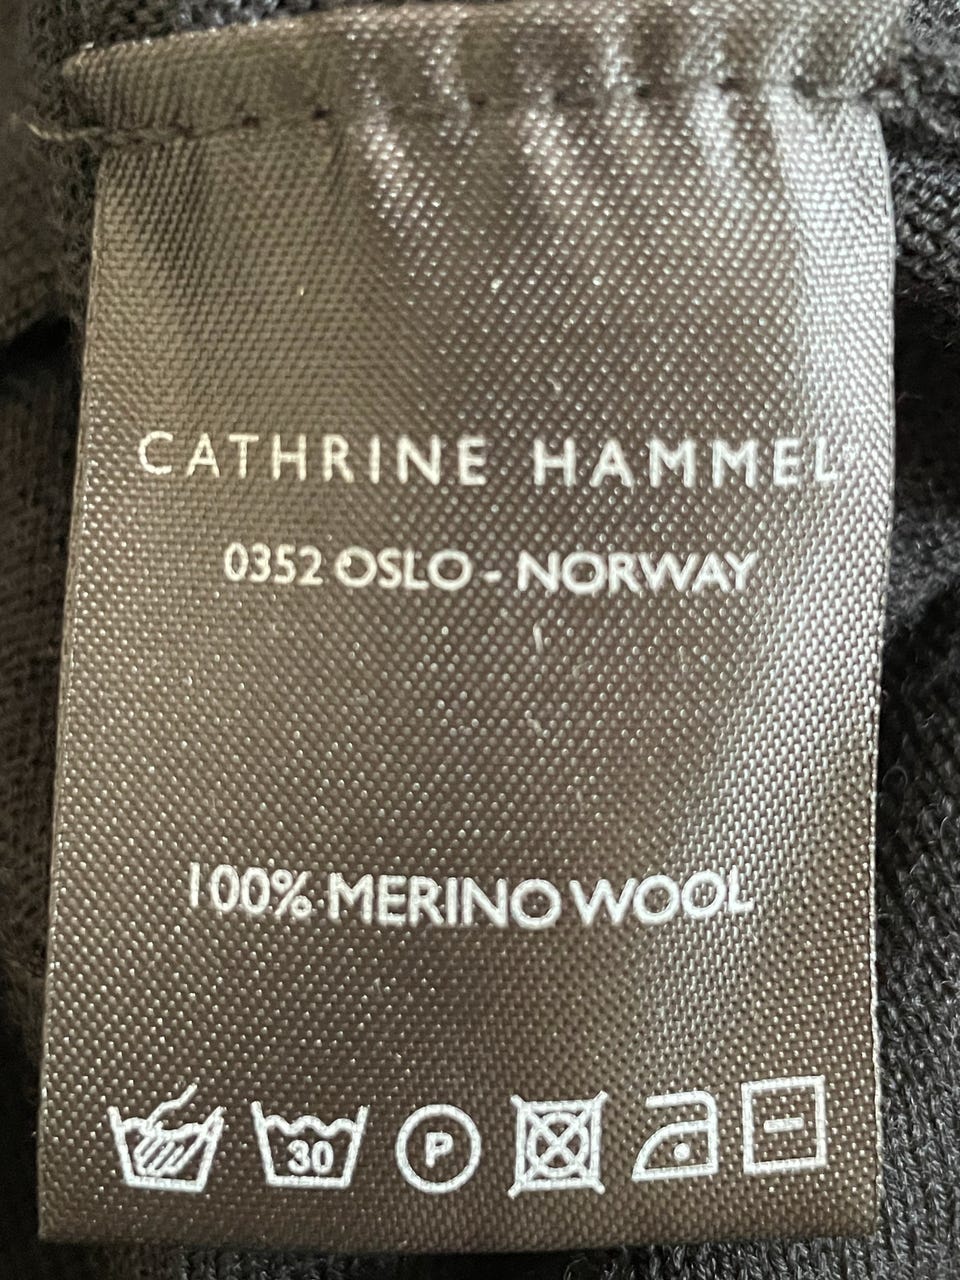 CATHRINE HAMMEL
0352 OSLO - NORWAY
100% MERINO WOOL
30 P